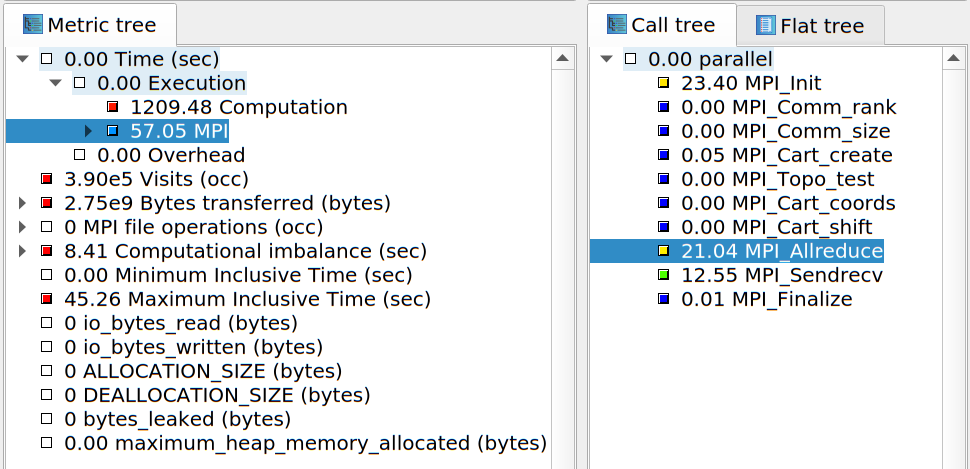 Metric tree
0.00 Time (sec)
0.00 Execution
1209.48 Computation
57.05 MPI
0.00 Overhead
3.90e5 Visits (occ)
2.75e9 Bytes transferred (bytes)
0 MPI file operations (occ)
8.41 Computational imbalance (sec)
0.00 Minimum Inclusive Time (sec)
45.26 Maximum Inclusive Time (sec)
0 io_bytes_read (bytes)
0 io_bytes_written (bytes)
0 ALLOCATION_SIZE (bytes)
0 DEALLOCATION_SIZE (bytes)
0 bytes_leaked (bytes)
0.00 maximum_heap_memory_allocated (bytes)
Call tree
Flat tree
0.00 parallel
23.40 MPI_Init
0.00 MPI_Comm_rank
0.00 MPI_Comm_size
0.05 MPI_Cart_create
0.00 MPI_Topo_test
0.00 MPI_Cart_coords
0.00 MPI_Cart_shift
21.04 MPI_Allreduce
12.55 MPI_Sendrecv
0.01 MPI_Finalize